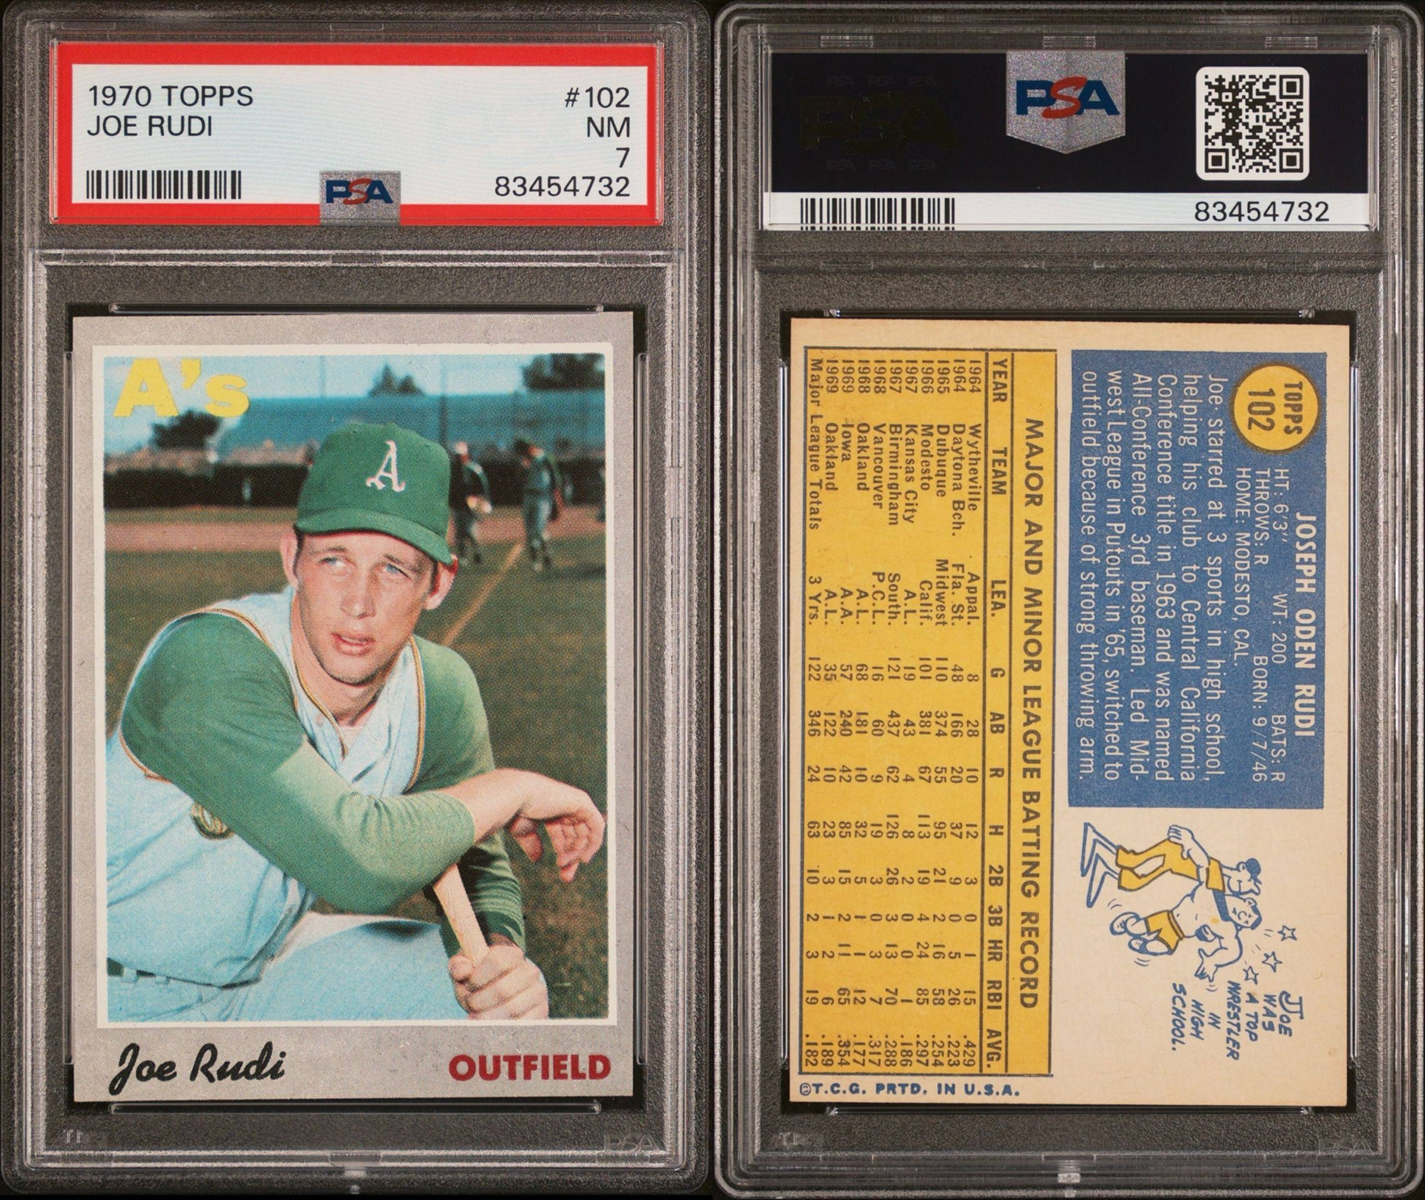 1970 TOPPS #102
JOE RUDI NM
7
PSA 83454732
A's
A
Joe Rudi OUTFIELD
PSA
PSA
83454732
TOPPS
102
JOSEPH ODEN RUDI
HT: 6'3" WT: 200 BATS: R
THROWS: R BORN: 9/7/46
HOME: MODESTO, CAL.
Joe starred at 3 sports in high school,
helping his club to Central California
Conference title in 1963 and was named
All-Conference 3rd baseman. Led Mid-
west League in Putouts in '65, switched to
outfield because of strong throwing arm.
JOE
WAS
A TOP
WRESTLER
IN
HIGH
SCHOOL.
MAJOR AND MINOR LEAGUE BATTING RECORD
YEAR TEAM LEA. G AB R H 2B 3B HR RBI AVG.
1964 Wytheville Appal. 8 28 10 12 3 0 1 15 .429
1964 Daytona Bch. Fla. St. 48 166 20 37 9 0 5 26 .223
1965 Dubuque Midwest 110 374 55 95 21 2 16 58 .254
1966 Modesto Calif. 101 381 67 113 19 4 24 85 .297
1967 Kansas City A.L. 19 43 4 8 2 0 0 1 .186
1967 Birmingham South. 121 437 62 126 26 3 13 70 .288
1968 Vancouver P.C.L. 16 60 9 19 3 0 3 7 .317
1968 Oakland A.L. 68 181 10 32 5 1 1 12 .177
1969 Iowa A.A. 57 240 42 85 15 2 11 65 .354
1969 Oakland A.L. 35 122 10 23 3 1 2 6 .189
Major League Totals 3 Yrs. 122 346 24 63 10 2 3 19 .182
©T.C.G. PRTD. IN U.S.A.
PSA